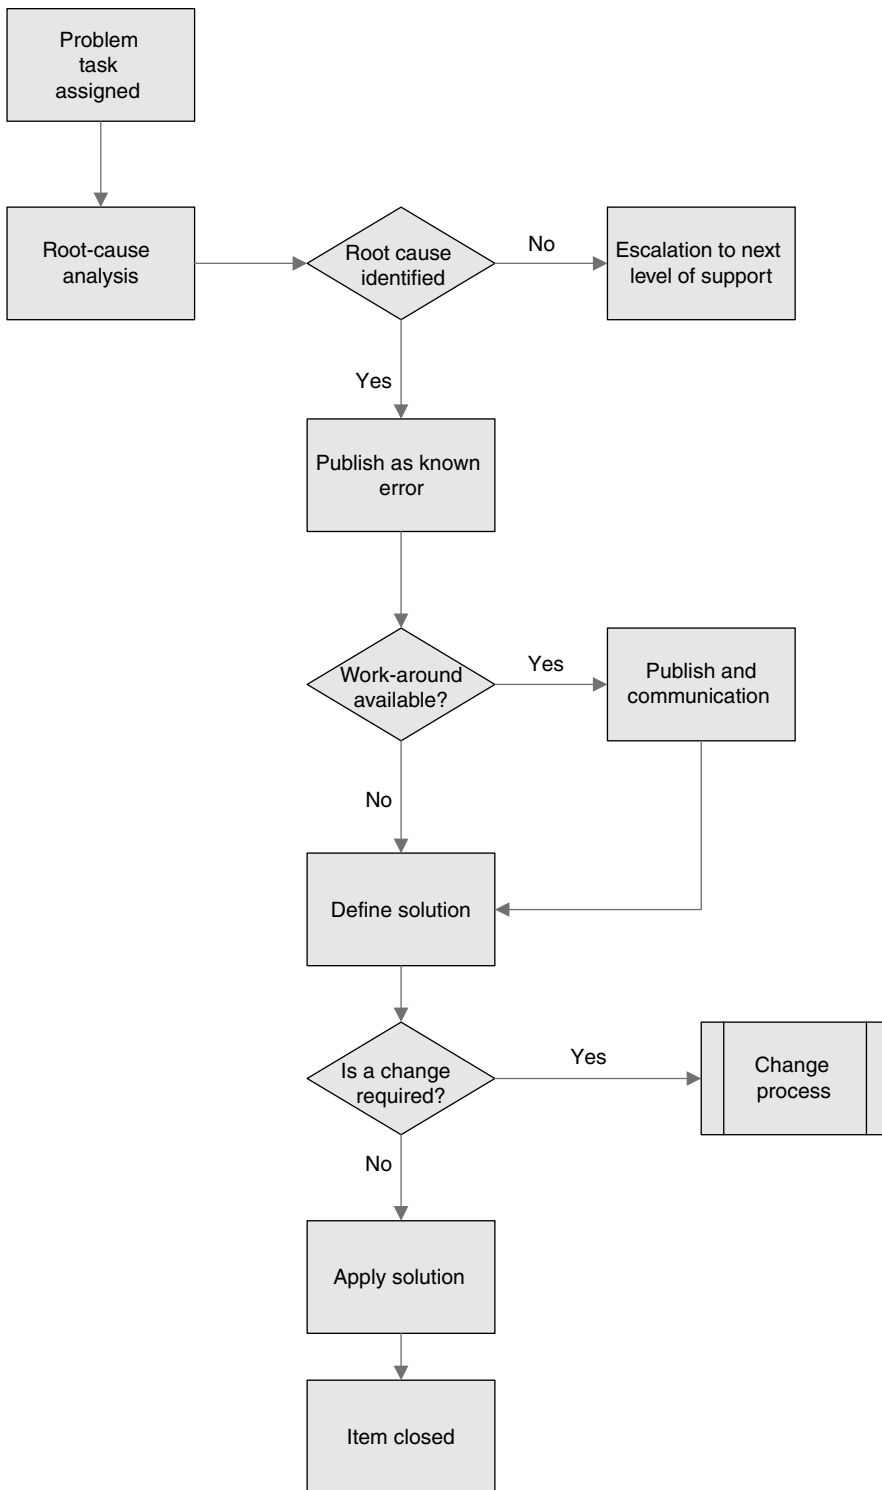 Problem
task
assigned
Root-cause
analysis
Root cause
identified
No
Escalation to next
level of support
Yes
Publish as known
error
Work-around
available?
Yes
Publish and
communication
No
Define solution
Is a change
required?
Yes
Change
process
No
Apply solution
Item closed